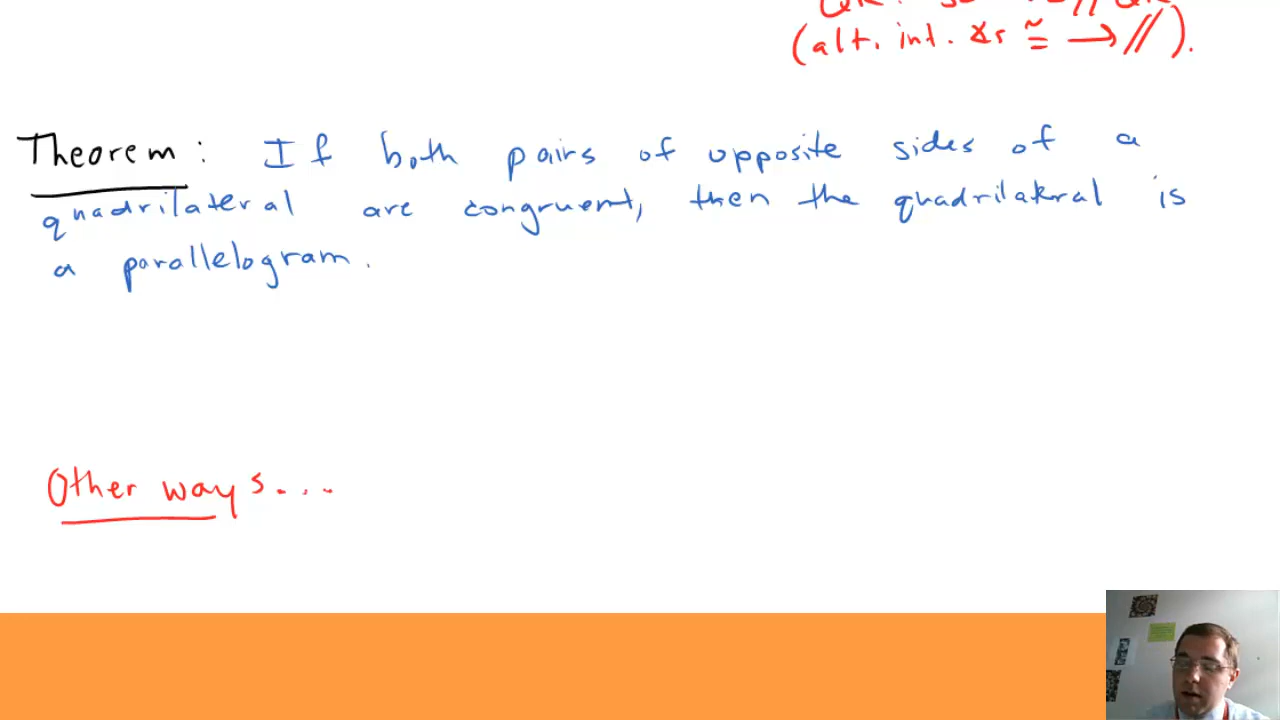 (alt. int. ∡s ≅ → //).
Theorem: If both pairs of opposite sides of a
quadrilateral are congruent, then the quadrilateral is
a parallelogram.
Other ways...